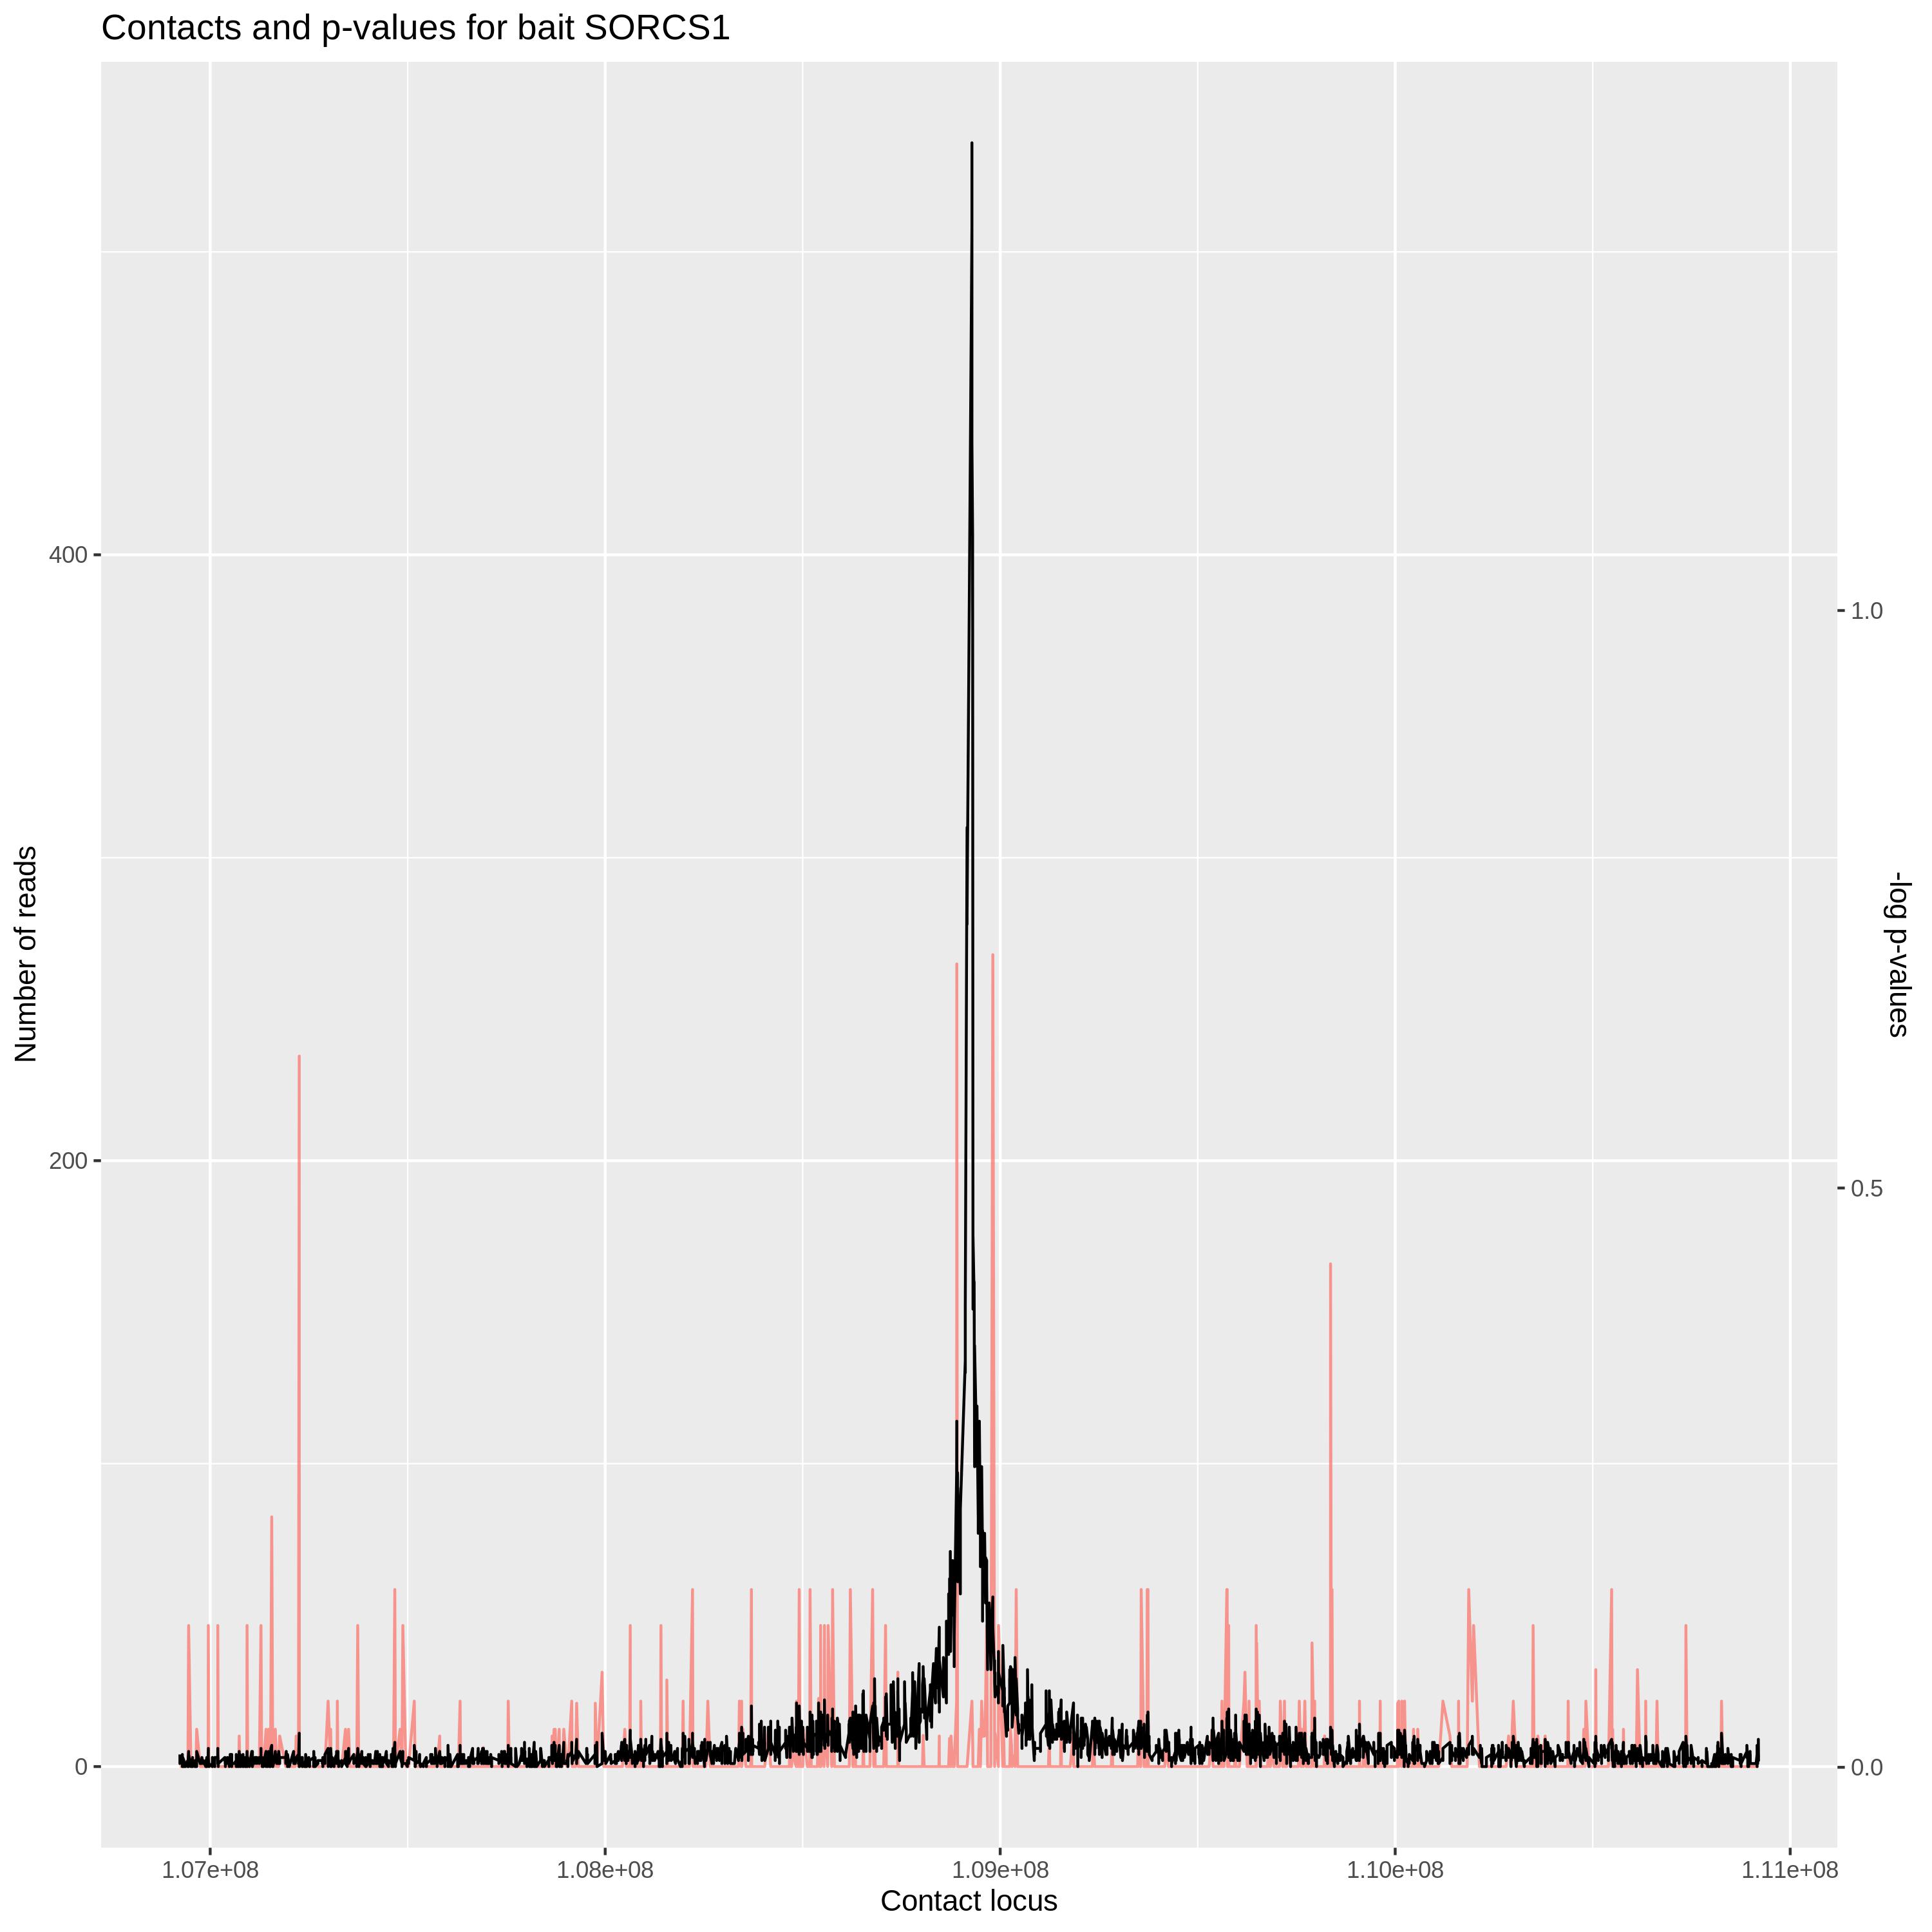 Contacts and p-values for bait SORCS1
Number of reads
400
200
0
1.0
0.5
0.0
-log p-values
1.07e+08
1.08e+08
1.09e+08
1.10e+08
1.11e+08
Contact locus